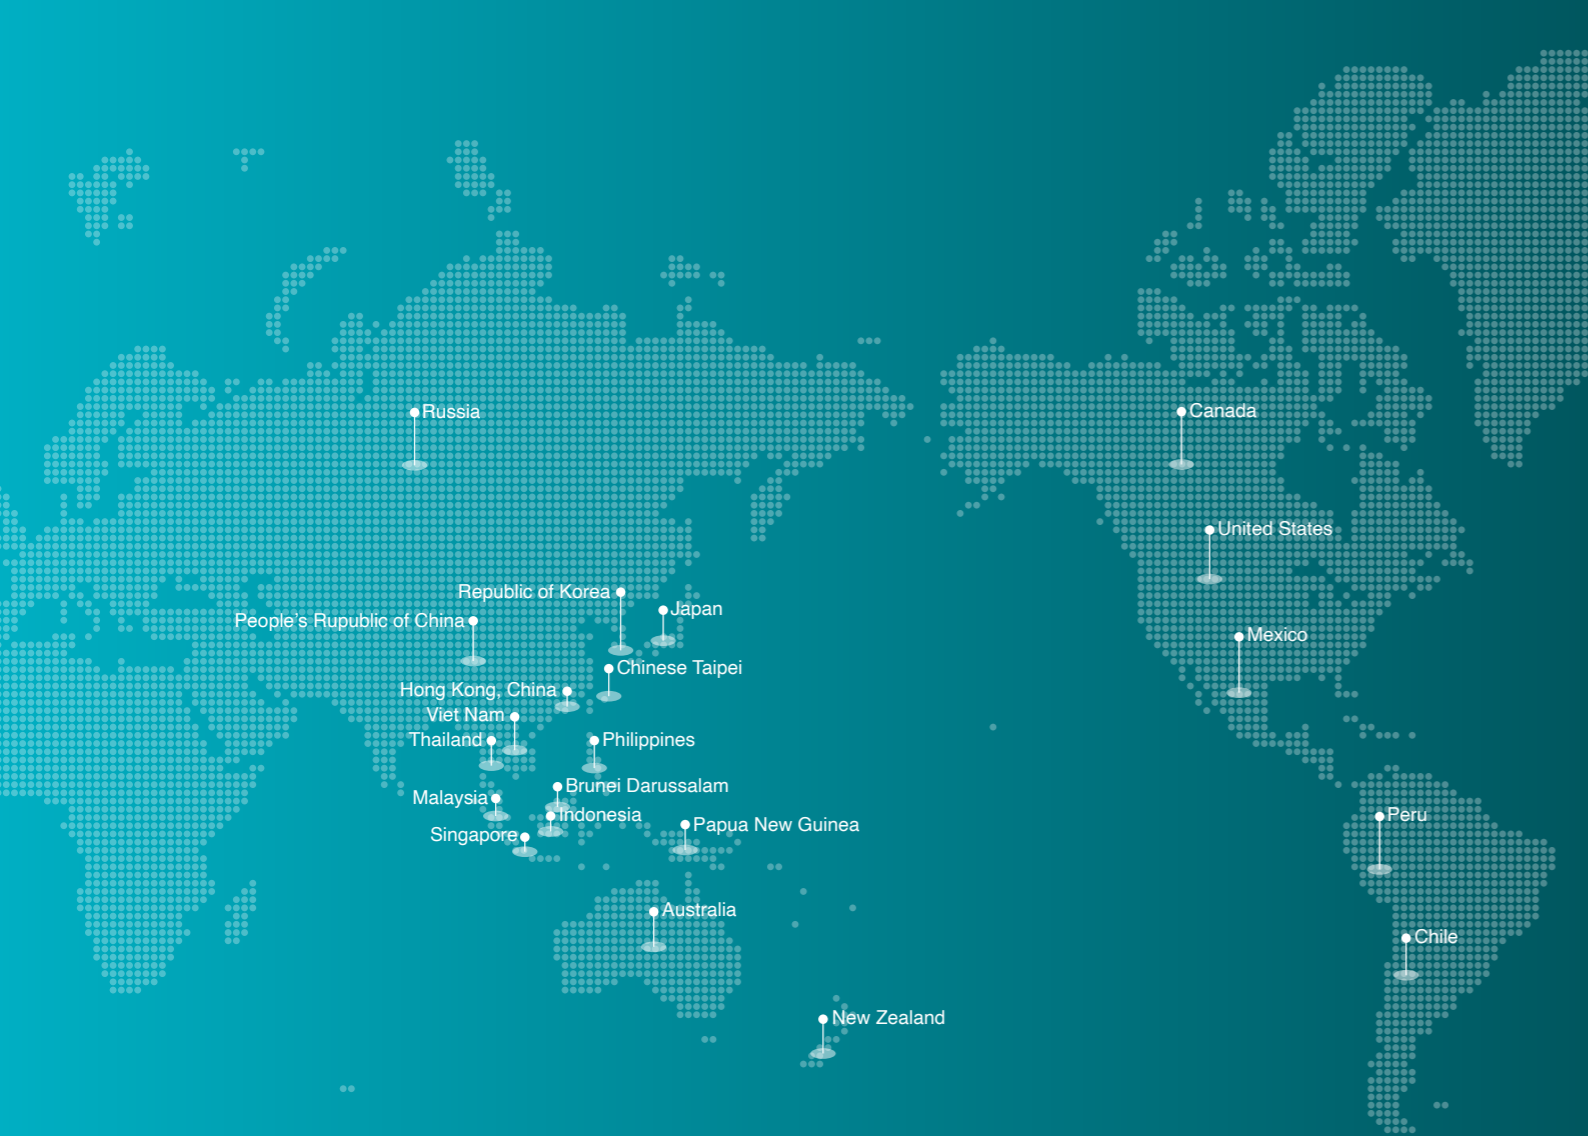 Russia
Canada
United States
Republic of Korea
Japan
People's Rupublic of China
Mexico
Chinese Taipei
Hong Kong, China
Viet Nam
Thailand
Philippines
Brunei Darussalam
Malaysia
Indonesia
Peru
Papua New Guinea
Singapore
Australia
Chile
New Zealand